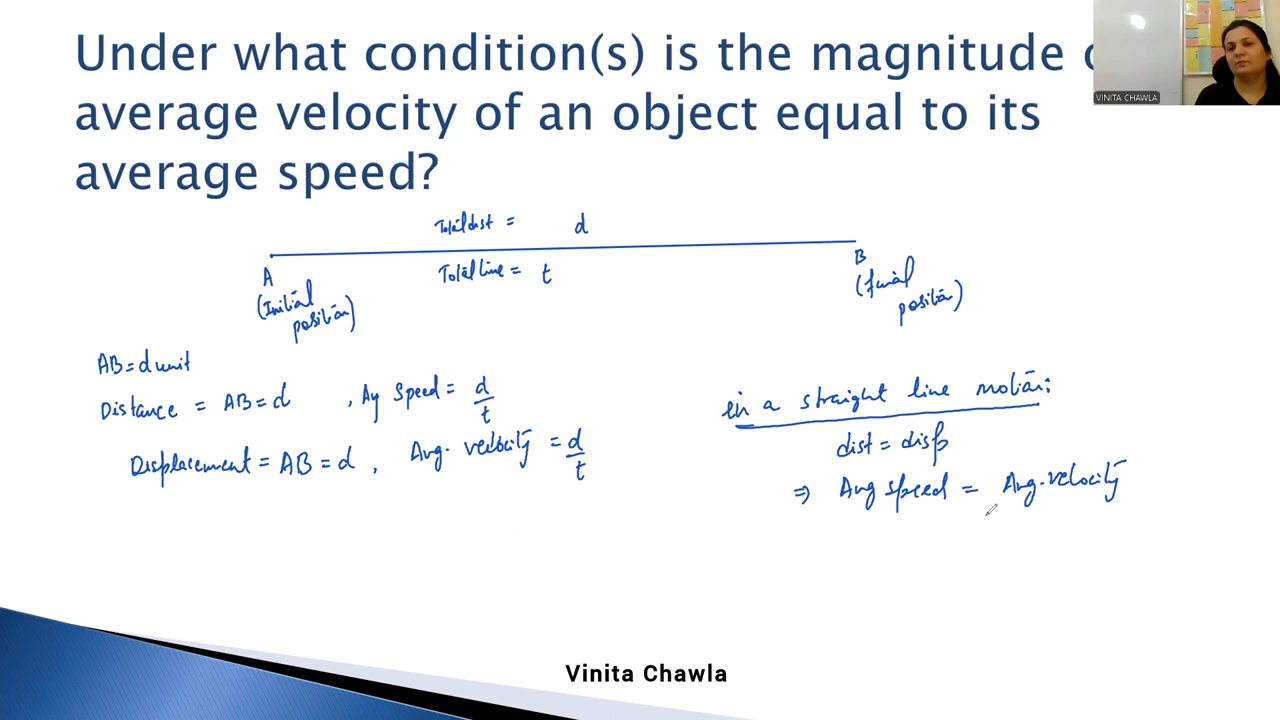 Under what condition(s) is the magnitude
average velocity of an object equal to its
average speed?
VINITA CHAWLA
Total dist = d
A B
Total time = t
(Initial position)
(final position)
AB = d unit
Distance = AB = d , Av Speed = d/t
Displacement = AB = d , Avg. velocity = d/t
in a straight line motion:
dist = disp
⇒ Avg speed = Avg. velocity
Vinita Chawla